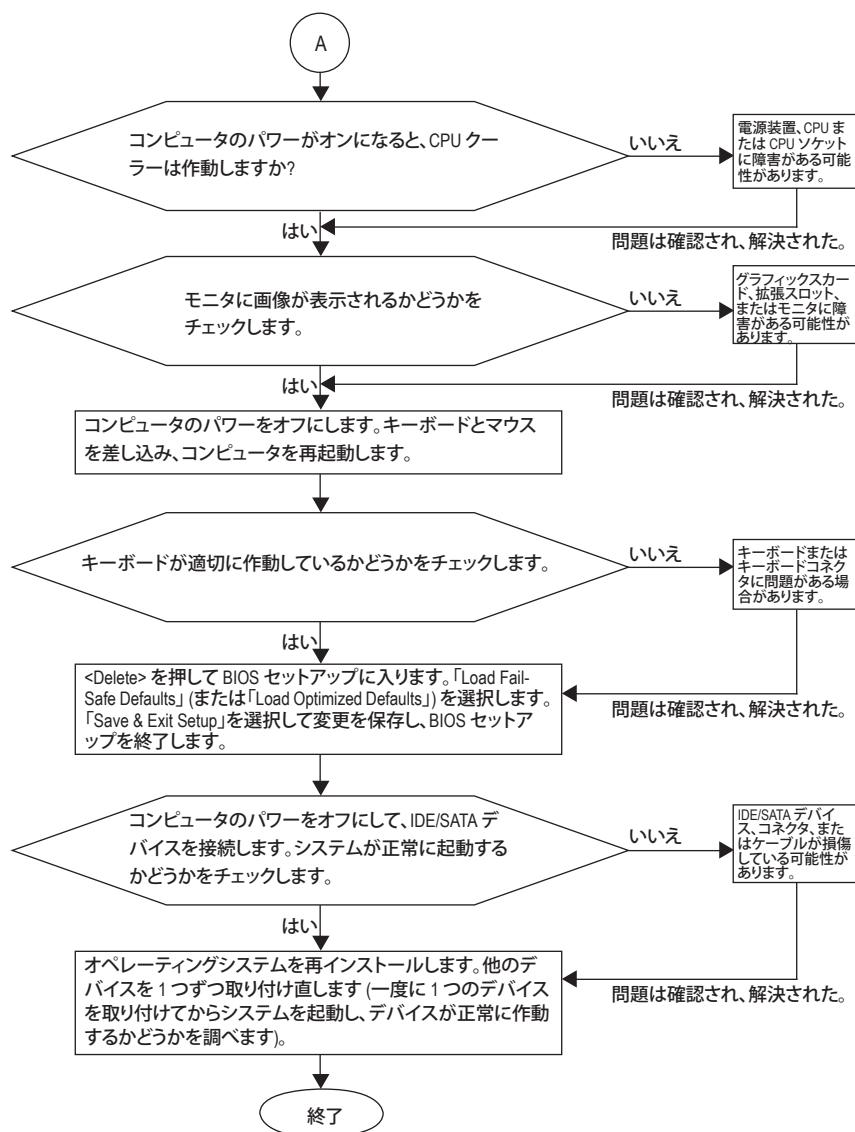 A
コンピュータのパワーがオンになると、CPU クー
ラーは作動しますか?
いいえ
電源装置、CPU ま
たは CPU ソケット
に障害がある可能
性があります。
はい
問題は確認され、解決された。
モニタに画像が表示されるかどうかを
チェックします。
いいえ
グラフィックスカー
ド、拡張スロット、
またはモニタに障
害がある可能性が
あります。
はい
問題は確認され、解決された。
コンピュータのパワーをオフにします。キーボードとマウス
を差し込み、コンピュータを再起動します。
キーボードが適切に作動しているかどうかをチェックします。
いいえ
キーボードまたは
キーボードコネク
タに問題がある場
合があります。
はい
問題は確認され、解決された。
<Delete> を押して BIOS セットアップに入ります。「Load Fail-
Safe Defaults」 (または「Load Optimized Defaults」) を選択します。
「Save & Exit Setup」を選択して変更を保存し、BIOS セットア
ップを終了します。
コンピュータのパワーをオフにして、IDE/SATA デ
バイスを接続します。システムが正常に起動する
かどうかをチェックします。
いいえ
IDE/SATA デバイ
ス、コネクタ、また
はケーブルが損傷
している可能性が
あります。
はい
問題は確認され、解決された。
オペレーティングシステムを再インストールします。他のデ
バイスを 1 つずつ取り付け直します (一度に 1 つのデバイス
を取り付けてからシステムを起動し、デバイスが正常に作動
するかどうかを調べます)。
終了